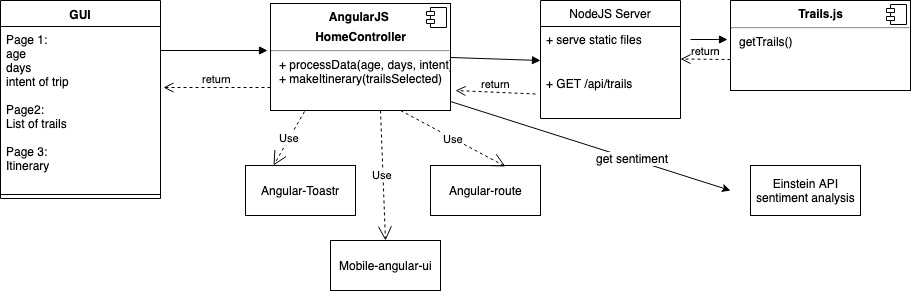 GUI
Page 1:
age
days
intent of trip
Page2:
List of trails
Page 3:
Itinerary
return
AngularJS
HomeController
+ processData(age, days, intent
+ makeItinerary(trailsSelected)
return
NodeJS Server
+ serve static files
+ GET /api/trails
return
Trails.js
getTrails()
Use
Use
Use
get sentiment
Angular-Toastr
Angular-route
Mobile-angular-ui
Einstein API
sentiment analysis